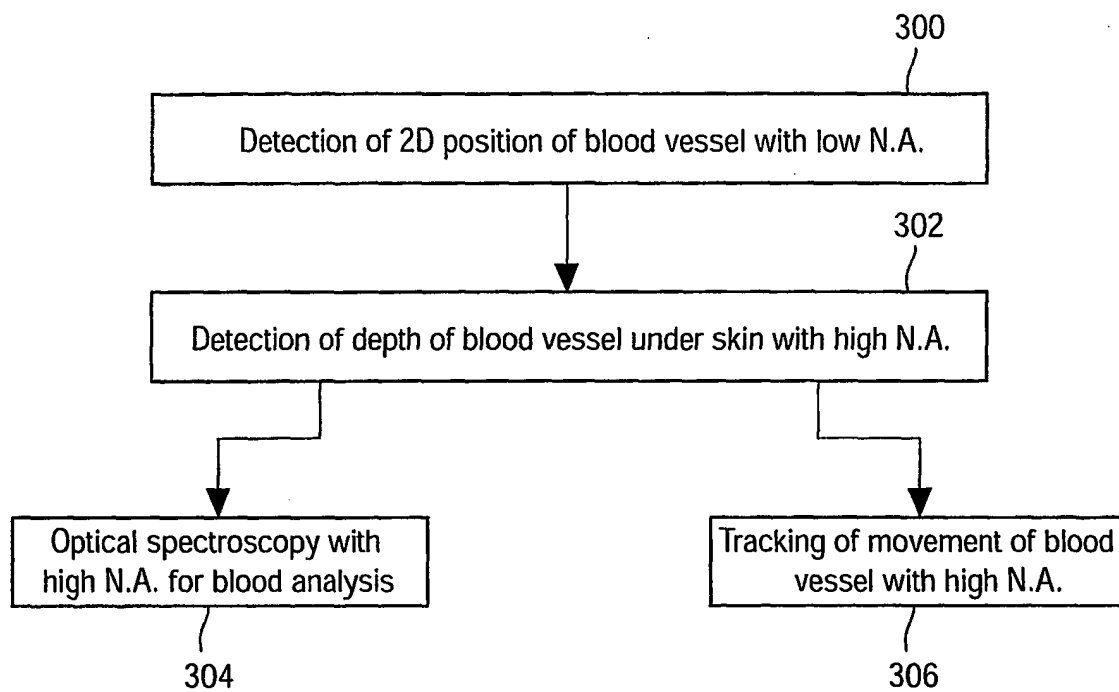 300
Detection of 2D position of blood vessel with low N.A.
302
Detection of depth of blood vessel under skin with high N.A.
Optical spectroscopy with
high N.A. for blood analysis
Tracking of movement of blood
vessel with high N.A.
304
306